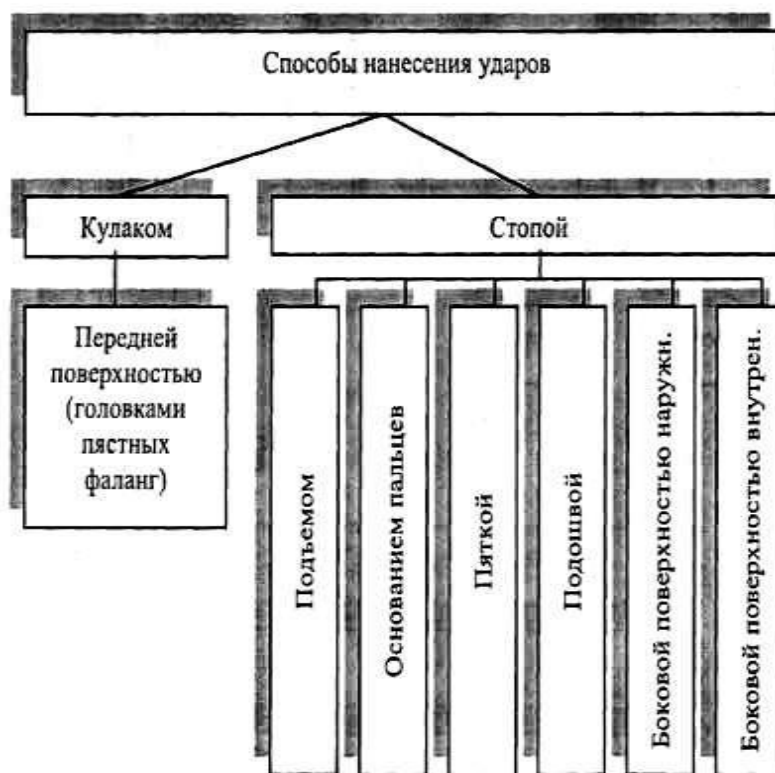 Способы нанесения ударов
Кулаком
Стопой
Передней
поверхностью
(головками
пястных
фаланг)
Подъемом
Основанием пальцев
Пяткой
Подошвой
Боковой поверхностью наружн.
Боковой поверхностью внутрен.